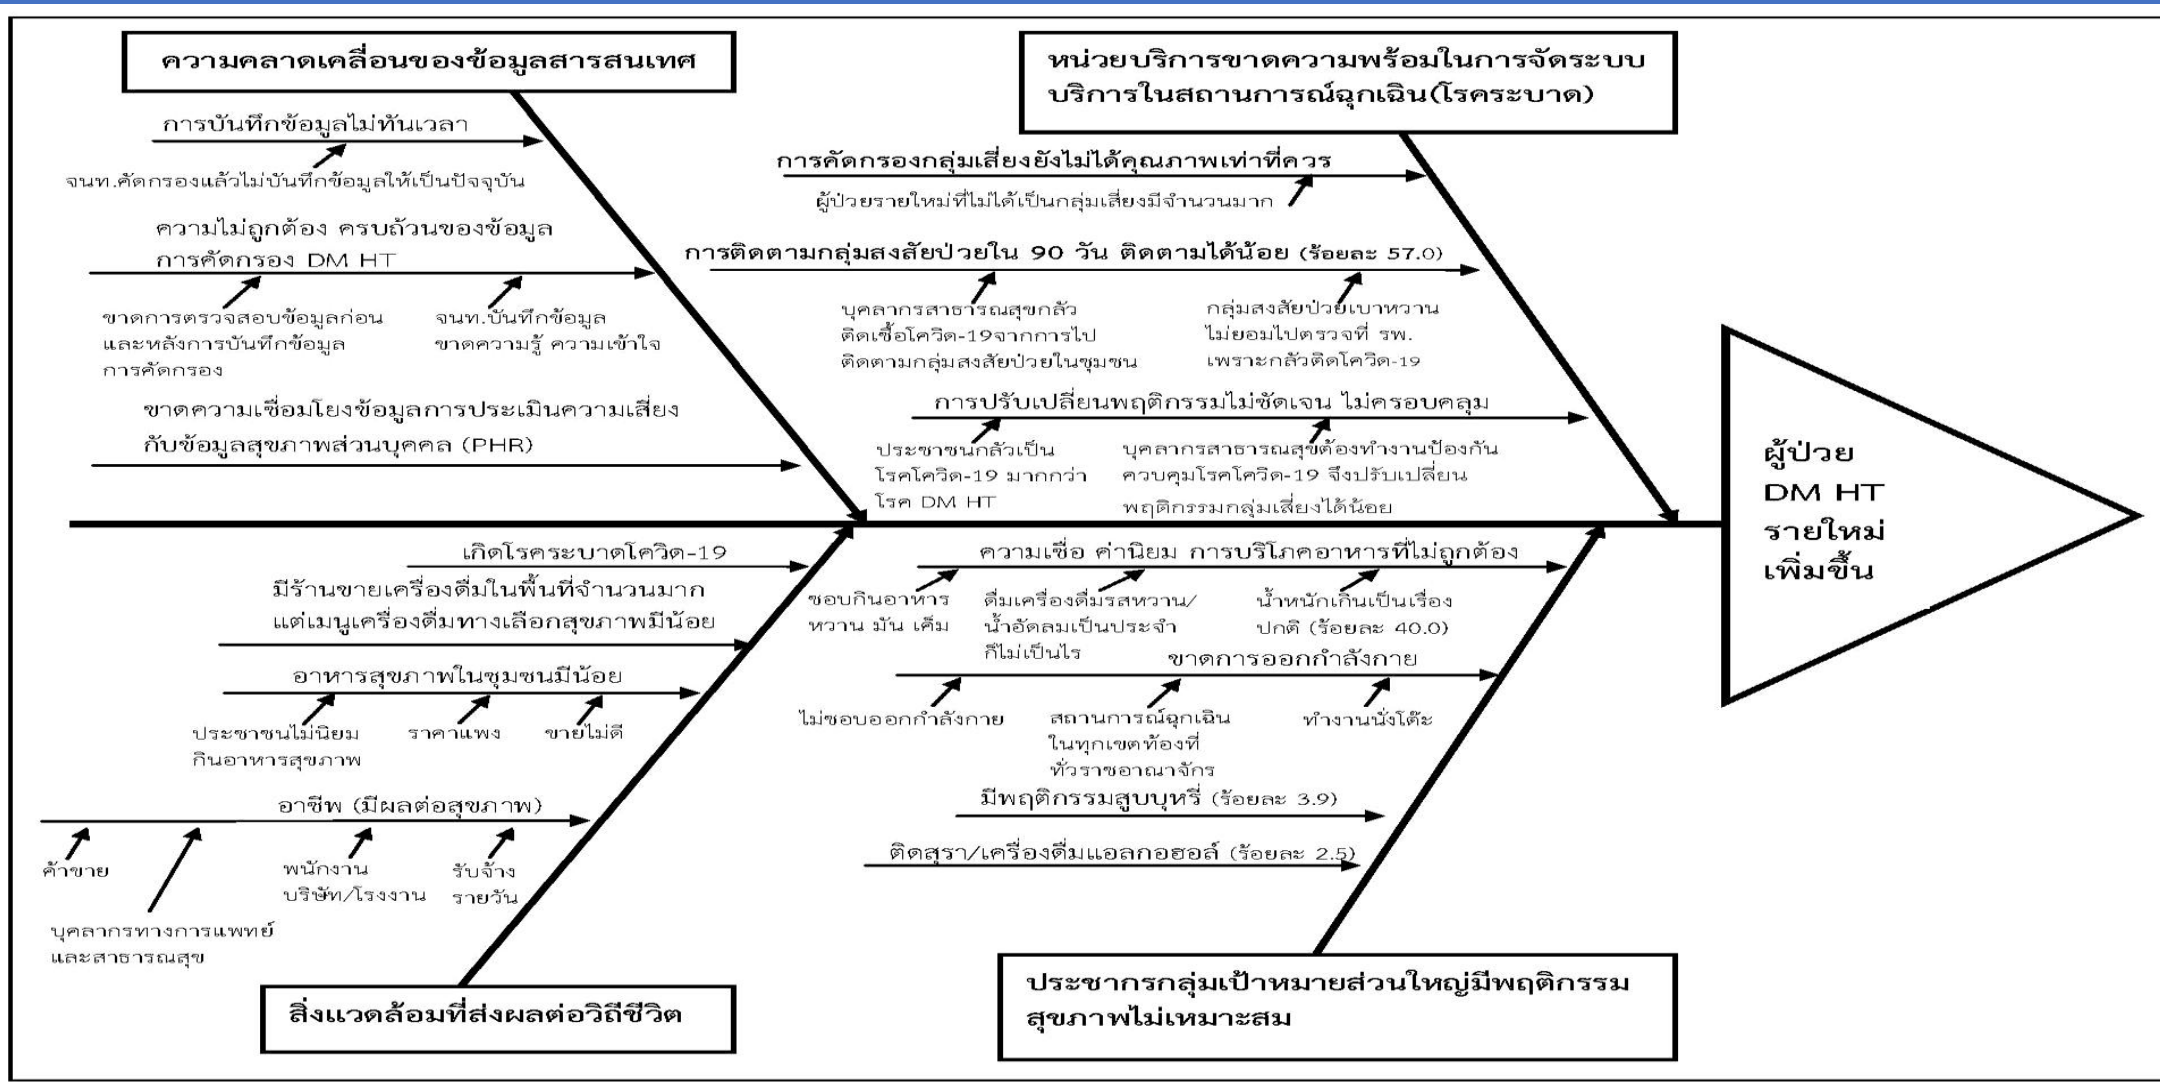 ความคลาดเคลื่อนของข้อมูลสารสนเทศ
การบันทึกข้อมูลไม่ทันเวลา
จนท.คัดกรองแล้วไม่บันทึกข้อมูลให้เป็นปัจจุบัน
ความไม่ถูกต้อง ครบถ้วนของข้อมูล
การคัดกรอง DM HT
ขาดการตรวจสอบข้อมูลก่อน
และหลังการบันทึกข้อมูล
การคัดกรอง
จนท.บันทึกข้อมูล
ขาดความรู้ ความเข้าใจ
ขาดความเชื่อมโยงข้อมูลการประเมินความเสี่ยง
กับข้อมูลสุขภาพส่วนบุคคล (PHR)
หน่วยบริการขาดความพร้อมในการจัดระบบ
บริการในสถานการณ์ฉุกเฉิน(โรคระบาด)
การคัดกรองกลุ่มเสี่ยงยังไม่ได้คุณภาพเท่าที่ควร
ผู้ป่วยรายใหม่ที่ไม่ได้เป็นกลุ่มเสี่ยงมีจำนวนมาก
การติดตามกลุ่มสงสัยป่วยใน 90 วัน ติดตามได้น้อย (ร้อยละ 57.0)
บุคลากรสาธารณสุขกลัว
ติดเชื้อโควิด-19จากการไป
ติดตามกลุ่มสงสัยป่วยในชุมชน
กลุ่มสงสัยป่วยเบาหวาน
ไม่ยอมไปตรวจที่ รพ.
เพราะกลัวติดโควิด-19
การปรับเปลี่ยนพฤติกรรมไม่ชัดเจน ไม่ครอบคลุม
ประชาชนกลัวเป็น
โรคโควิด-19 มากกว่า
โรค DM HT
บุคลากรสาธารณสุขต้องทำงานป้องกัน
ควบคุมโรคโควิด-19 จึงปรับเปลี่ยน
พฤติกรรมกลุ่มเสี่ยงได้น้อย
ผู้ป่วย
DM HT
รายใหม่
เพิ่มขึ้น
เกิดโรคระบาดโควิด-19
มีร้านขายเครื่องดื่มในพื้นที่จำนวนมาก
แต่เมนูเครื่องดื่มทางเลือกสุขภาพมีน้อย
อาหารสุขภาพในชุมชนมีน้อย
ประชาชนไม่นิยม
กินอาหารสุขภาพ
ราคาแพง
ขายไม่ดี
อาชีพ (มีผลต่อสุขภาพ)
ค้าขาย
บุคลากรทางการแพทย์
และสาธารณสุข
พนักงาน
บริษัท/โรงงาน
รับจ้าง
รายวัน
สิ่งแวดล้อมที่ส่งผลต่อวิถีชีวิต
ความเชื่อ ค่านิยม การบริโภคอาหารที่ไม่ถูกต้อง
ชอบกินอาหาร
หวาน มัน เค็ม
ดื่มเครื่องดื่มรสหวาน/
น้ำอัดลมเป็นประจำ
ก็ไม่เป็นไร
น้ำหนักเกินเป็นเรื่อง
ปกติ (ร้อยละ 40.0)
ขาดการออกกำลังกาย
ไม่ชอบออกกำลังกาย
สถานการณ์ฉุกเฉิน
ในทุกเขตท้องที่
ทั่วราชอาณาจักร
ทำงานนั่งโต๊ะ
มีพฤติกรรมสูบบุหรี่ (ร้อยละ 3.9)
ติดสุรา/เครื่องดื่มแอลกอฮอล์ (ร้อยละ 2.5)
ประชากรกลุ่มเป้าหมายส่วนใหญ่มีพฤติกรรม
สุขภาพไม่เหมาะสม